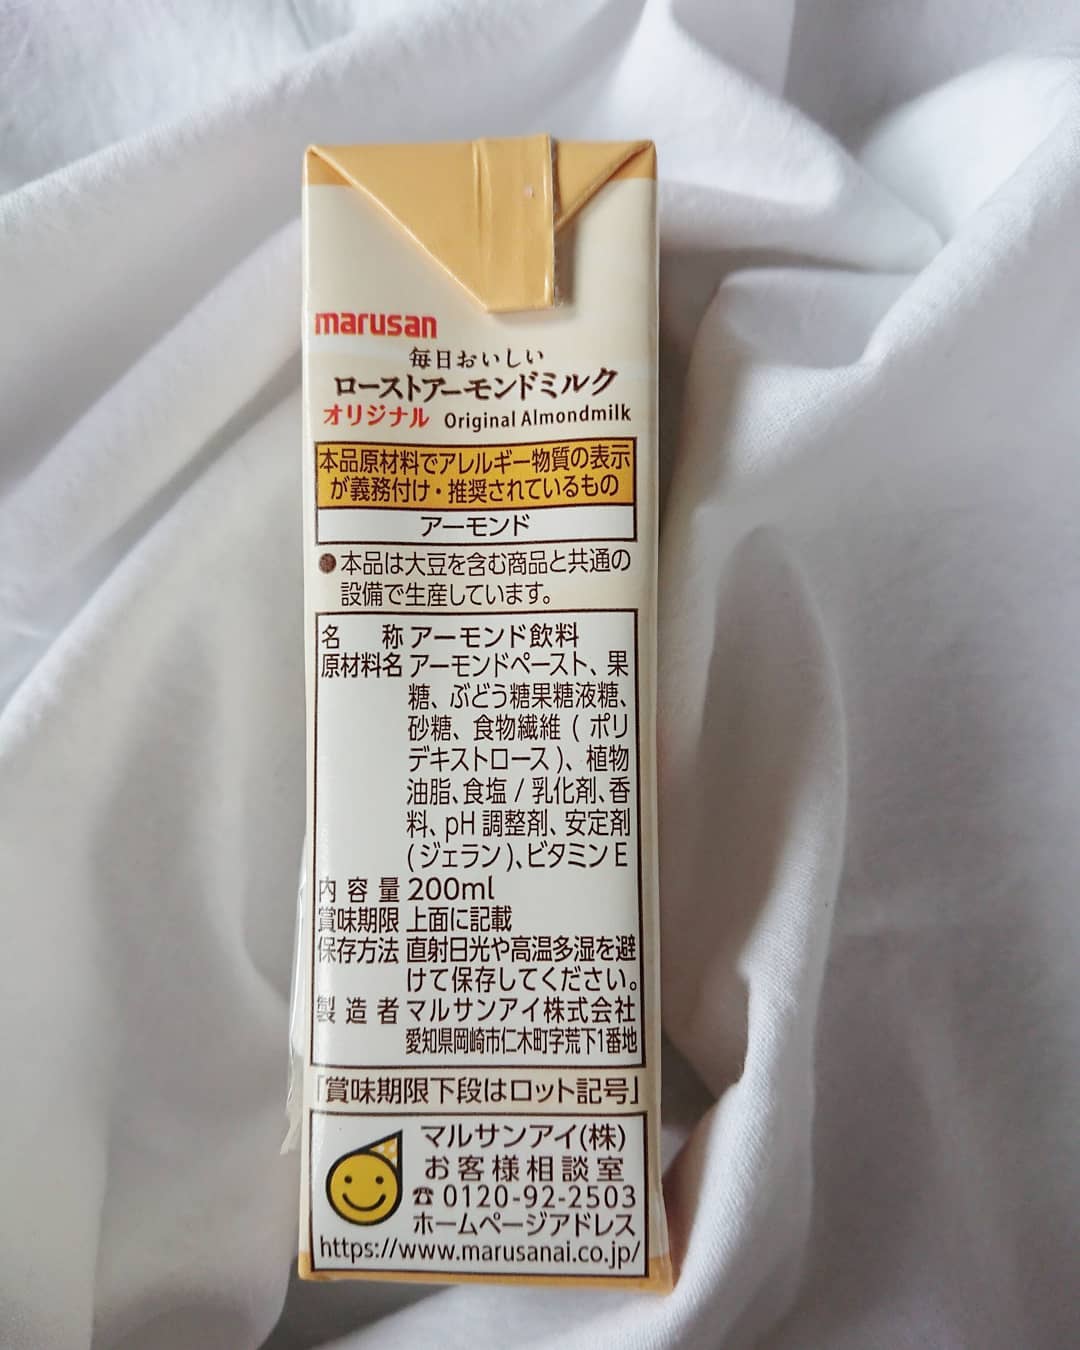 marusan
毎日おいしい
ローストアーモンドミルク
オリジナル Original Almondmilk
本品原材料でアレルギー物質の表示
が義務付け・推奨されているもの
アーモンド
●本品は大豆を含む商品と共通の
設備で生産しています。
名称 アーモンド飲料
原材料名 アーモンドペースト、果
糖、ぶどう糖果糖液糖、
砂糖、食物繊維(ポリ
デキストロース)、植物
油脂、食塩/乳化剤、香
料、pH調整剤、安定剤
(ジェラン)、ビタミンE
内容量 200ml
賞味期限 上面に記載
保存方法 直射日光や高温多湿を避
けて保存してください。
製造者 マルサンアイ株式会社
愛知県岡崎市仁木町字荒下1番地
「賞味期限下段はロット記号」
マルサンアイ(株)
お客様相談室
☎0120-92-2503
ホームページアドレス
https://www.marusanai.co.jp/